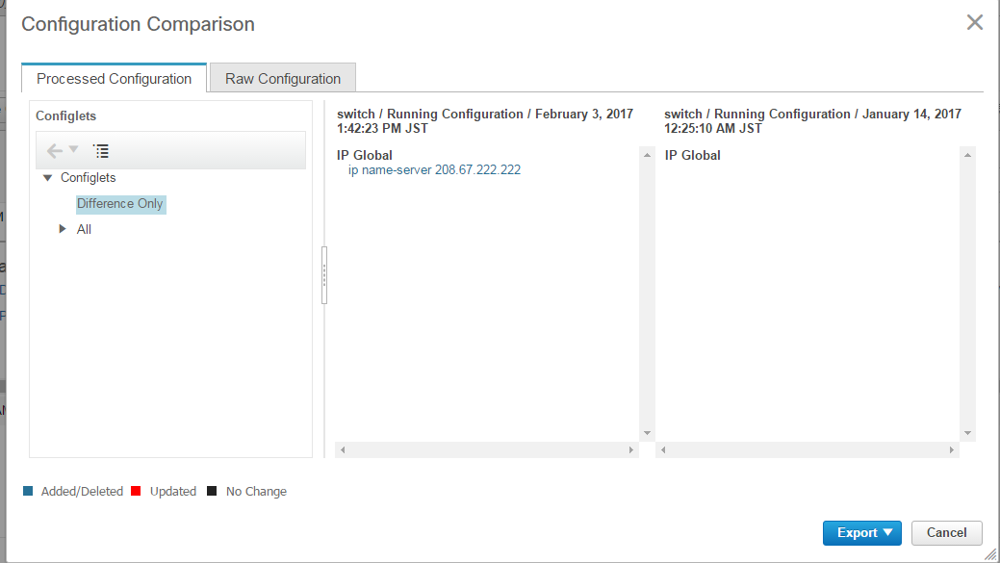 Configuration Comparison
Processed Configuration
Raw Configuration
Configlets
Configlets
Difference Only
All
switch / Running Configuration / February 3, 2017
1:42:23 PM JST
IP Global
ip name-server 208.67.222.222
switch / Running Configuration / January 14, 2017
12:25:10 AM JST
IP Global
Added/Deleted
Updated
No Change
Export
Cancel